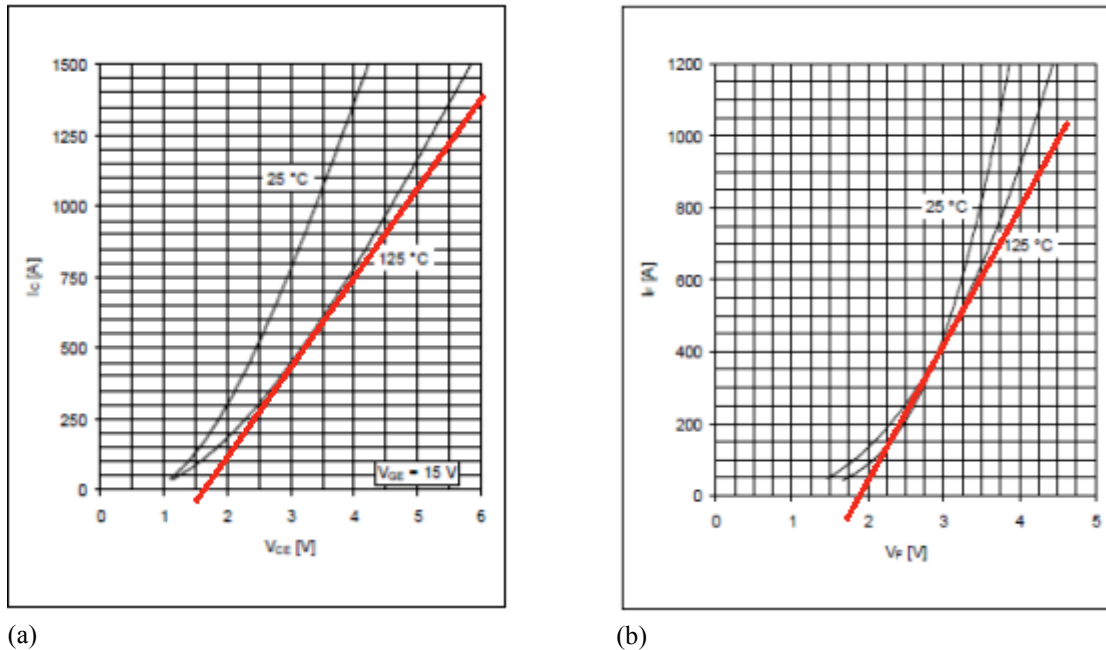 1500
1250
1000
750
500
250
0
0 1 2 3 4 5 6
IC [A]
VCE [V]
25 °C
125 °C
VGE = 15 V
(a)
1200
1000
800
600
400
200
0
0 1 2 3 4 5
IF [A]
VF [V]
25 °C
125 °C
(b)